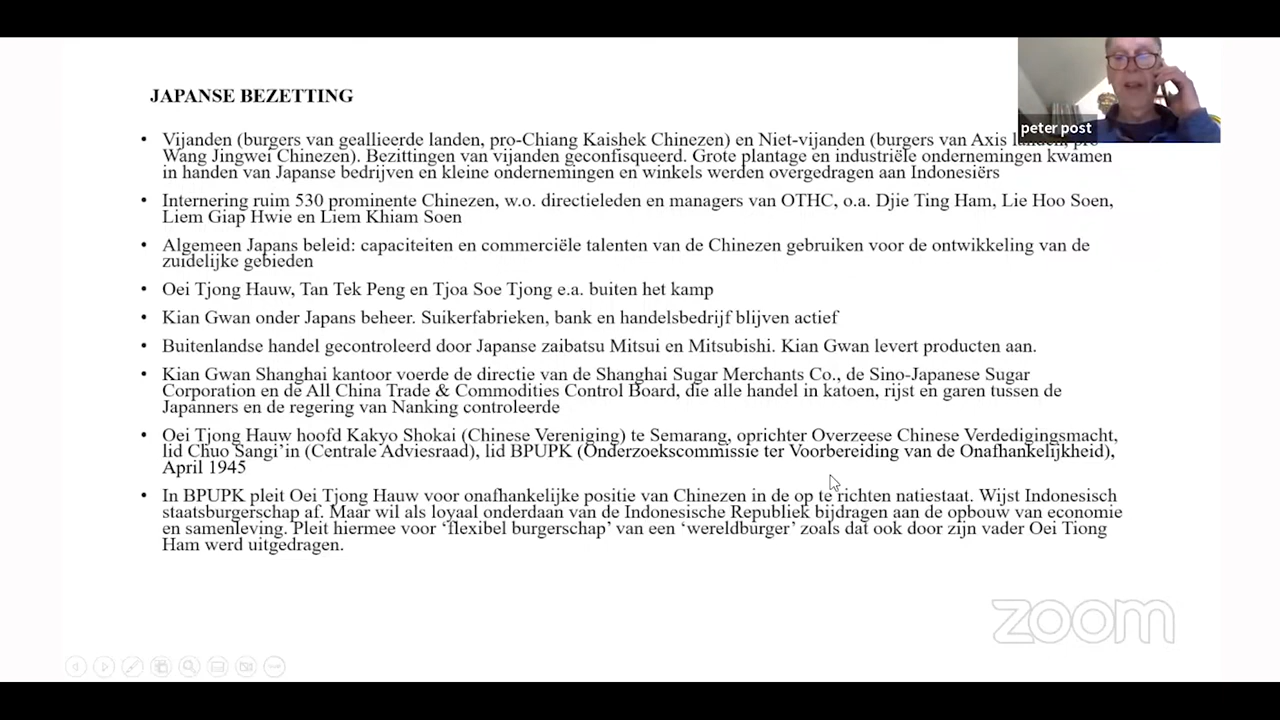 JAPANSE BEZETTING
peter post
• Vijanden (burgers van geallieerde landen, pro-Chiang Kaishek Chinezen) en Niet-vijanden (burgers van Axis landen, pro-
Wang Jingwei Chinezen). Bezittingen van vijanden geconfisqueerd. Grote plantage en industriële ondernemingen kwamen
in handen van Japanse bedrijven en kleine ondernemingen en winkels werden overgedragen aan Indonesiërs
• Internering ruim 530 prominente Chinezen, w.o. directieleden en managers van OTHC, o.a. Djie Ting Ham, Lie Hoo Soen,
Liem Giap Hwie en Liem Khiam Soen
• Algemeen Japans beleid: capaciteiten en commerciële talenten van de Chinezen gebruiken voor de ontwikkeling van de
zuidelijke gebieden
• Oei Tjong Hauw, Tan Tek Peng en Tjoa Soe Tjong e.a. buiten het kamp
• Kian Gwan onder Japans beheer. Suikerfabrieken, bank en handelsbedrijf blijven actief
• Buitenlandse handel gecontroleerd door Japanse zaibatsu Mitsui en Mitsubishi. Kian Gwan levert producten aan.
• Kian Gwan Shanghai kantoor voerde de directie van de Shanghai Sugar Merchants Co., de Sino-Japanese Sugar
Corporation en de All China Trade & Commodities Control Board, die alle handel in katoen, rijst en garen tussen de
Japanners en de regering van Nanking controleerde
• Oei Tjong Hauw hoofd Kakyo Shokai (Chinese Vereniging) te Semarang, oprichter Overzeese Chinese Verdedigingsmacht,
lid Chuo Sangi'in (Centrale Adviesraad), lid BPUPK (Onderzoekscommissie ter Voorbereiding van de Onafhankelijkheid),
April 1945
• In BPUPK pleit Oei Tjong Hauw voor onafhankelijke positie van Chinezen in de op te richten natiestaat. Wijst Indonesisch
staatsburgerschap af. Maar wil als loyaal onderdaan van de Indonesische Republiek bijdragen aan de opbouw van economie
en samenleving. Pleit hiermee voor 'flexibel burgerschap' van een 'wereldburger' zoals dat ook door zijn vader Oei Tiong
Ham werd uitgedragen.
zoom